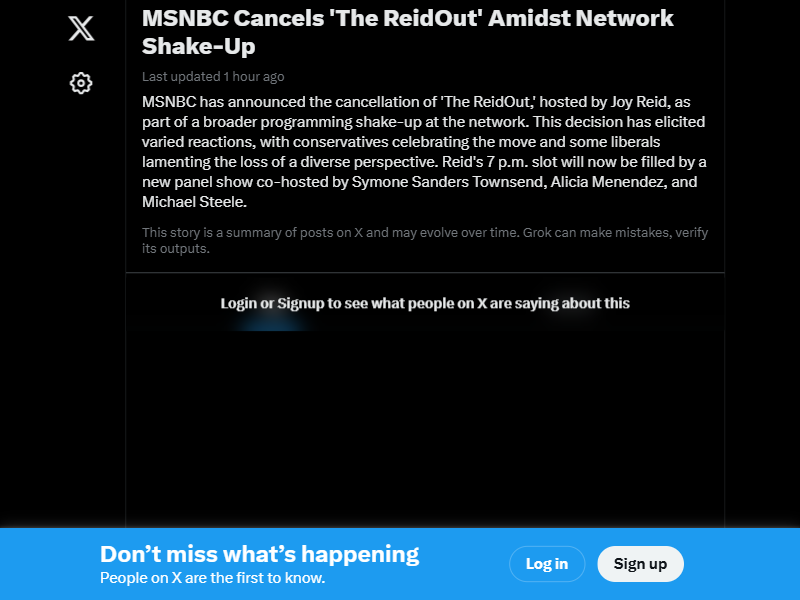 MSNBC Cancels 'The ReidOut' Amidst Network
Shake-Up
Last updated 1 hour ago
MSNBC has announced the cancellation of 'The ReidOut,' hosted by Joy Reid, as
part of a broader programming shake-up at the network. This decision has elicited
varied reactions, with conservatives celebrating the move and some liberals
lamenting the loss of a diverse perspective. Reid's 7 p.m. slot will now be filled by a
new panel show co-hosted by Symone Sanders Townsend, Alicia Menendez, and
Michael Steele.
This story is a summary of posts on X and may evolve over time. Grok can make mistakes, verify
its outputs.
Login or Signup to see what people on X are saying about this
Don’t miss what’s happening
People on X are the first to know.
Log in
Sign up